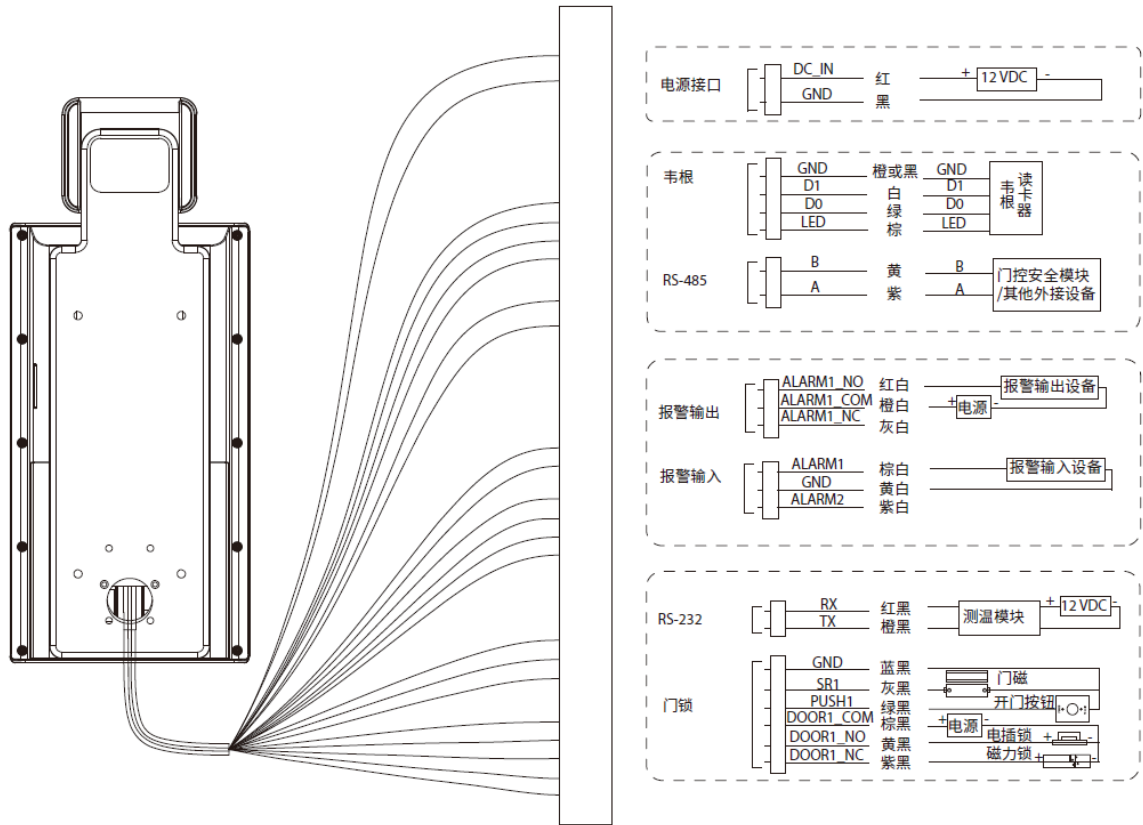 电源接口 DC_IN 红 + 12 VDC -
GND 黑
韦根 GND 橙或黑 GND 韦根读卡器
D1 白 D1
D0 绿 D0
LED 棕 LED
RS-485 B 黄 B 门控安全模块
A 紫 A /其他外接设备
ALARM1_NO 红白 报警输出设备
报警输出 ALARM1_COM 橙白 + 电源 -
ALARM1_NC 灰白
报警输入 ALARM1 棕白 报警输入设备
GND 黄白
ALARM2 紫白
RS-232 RX 红黑 测温模块 + 12 VDC -
TX 橙黑
GND 蓝黑 门磁
SR1 灰黑
门锁 PUSH1 绿黑 开门按钮
DOOR1_COM 棕黑 + 电源 -
DOOR1_NO 黄黑 电插锁 + -
DOOR1_NC 紫黑 磁力锁 + -